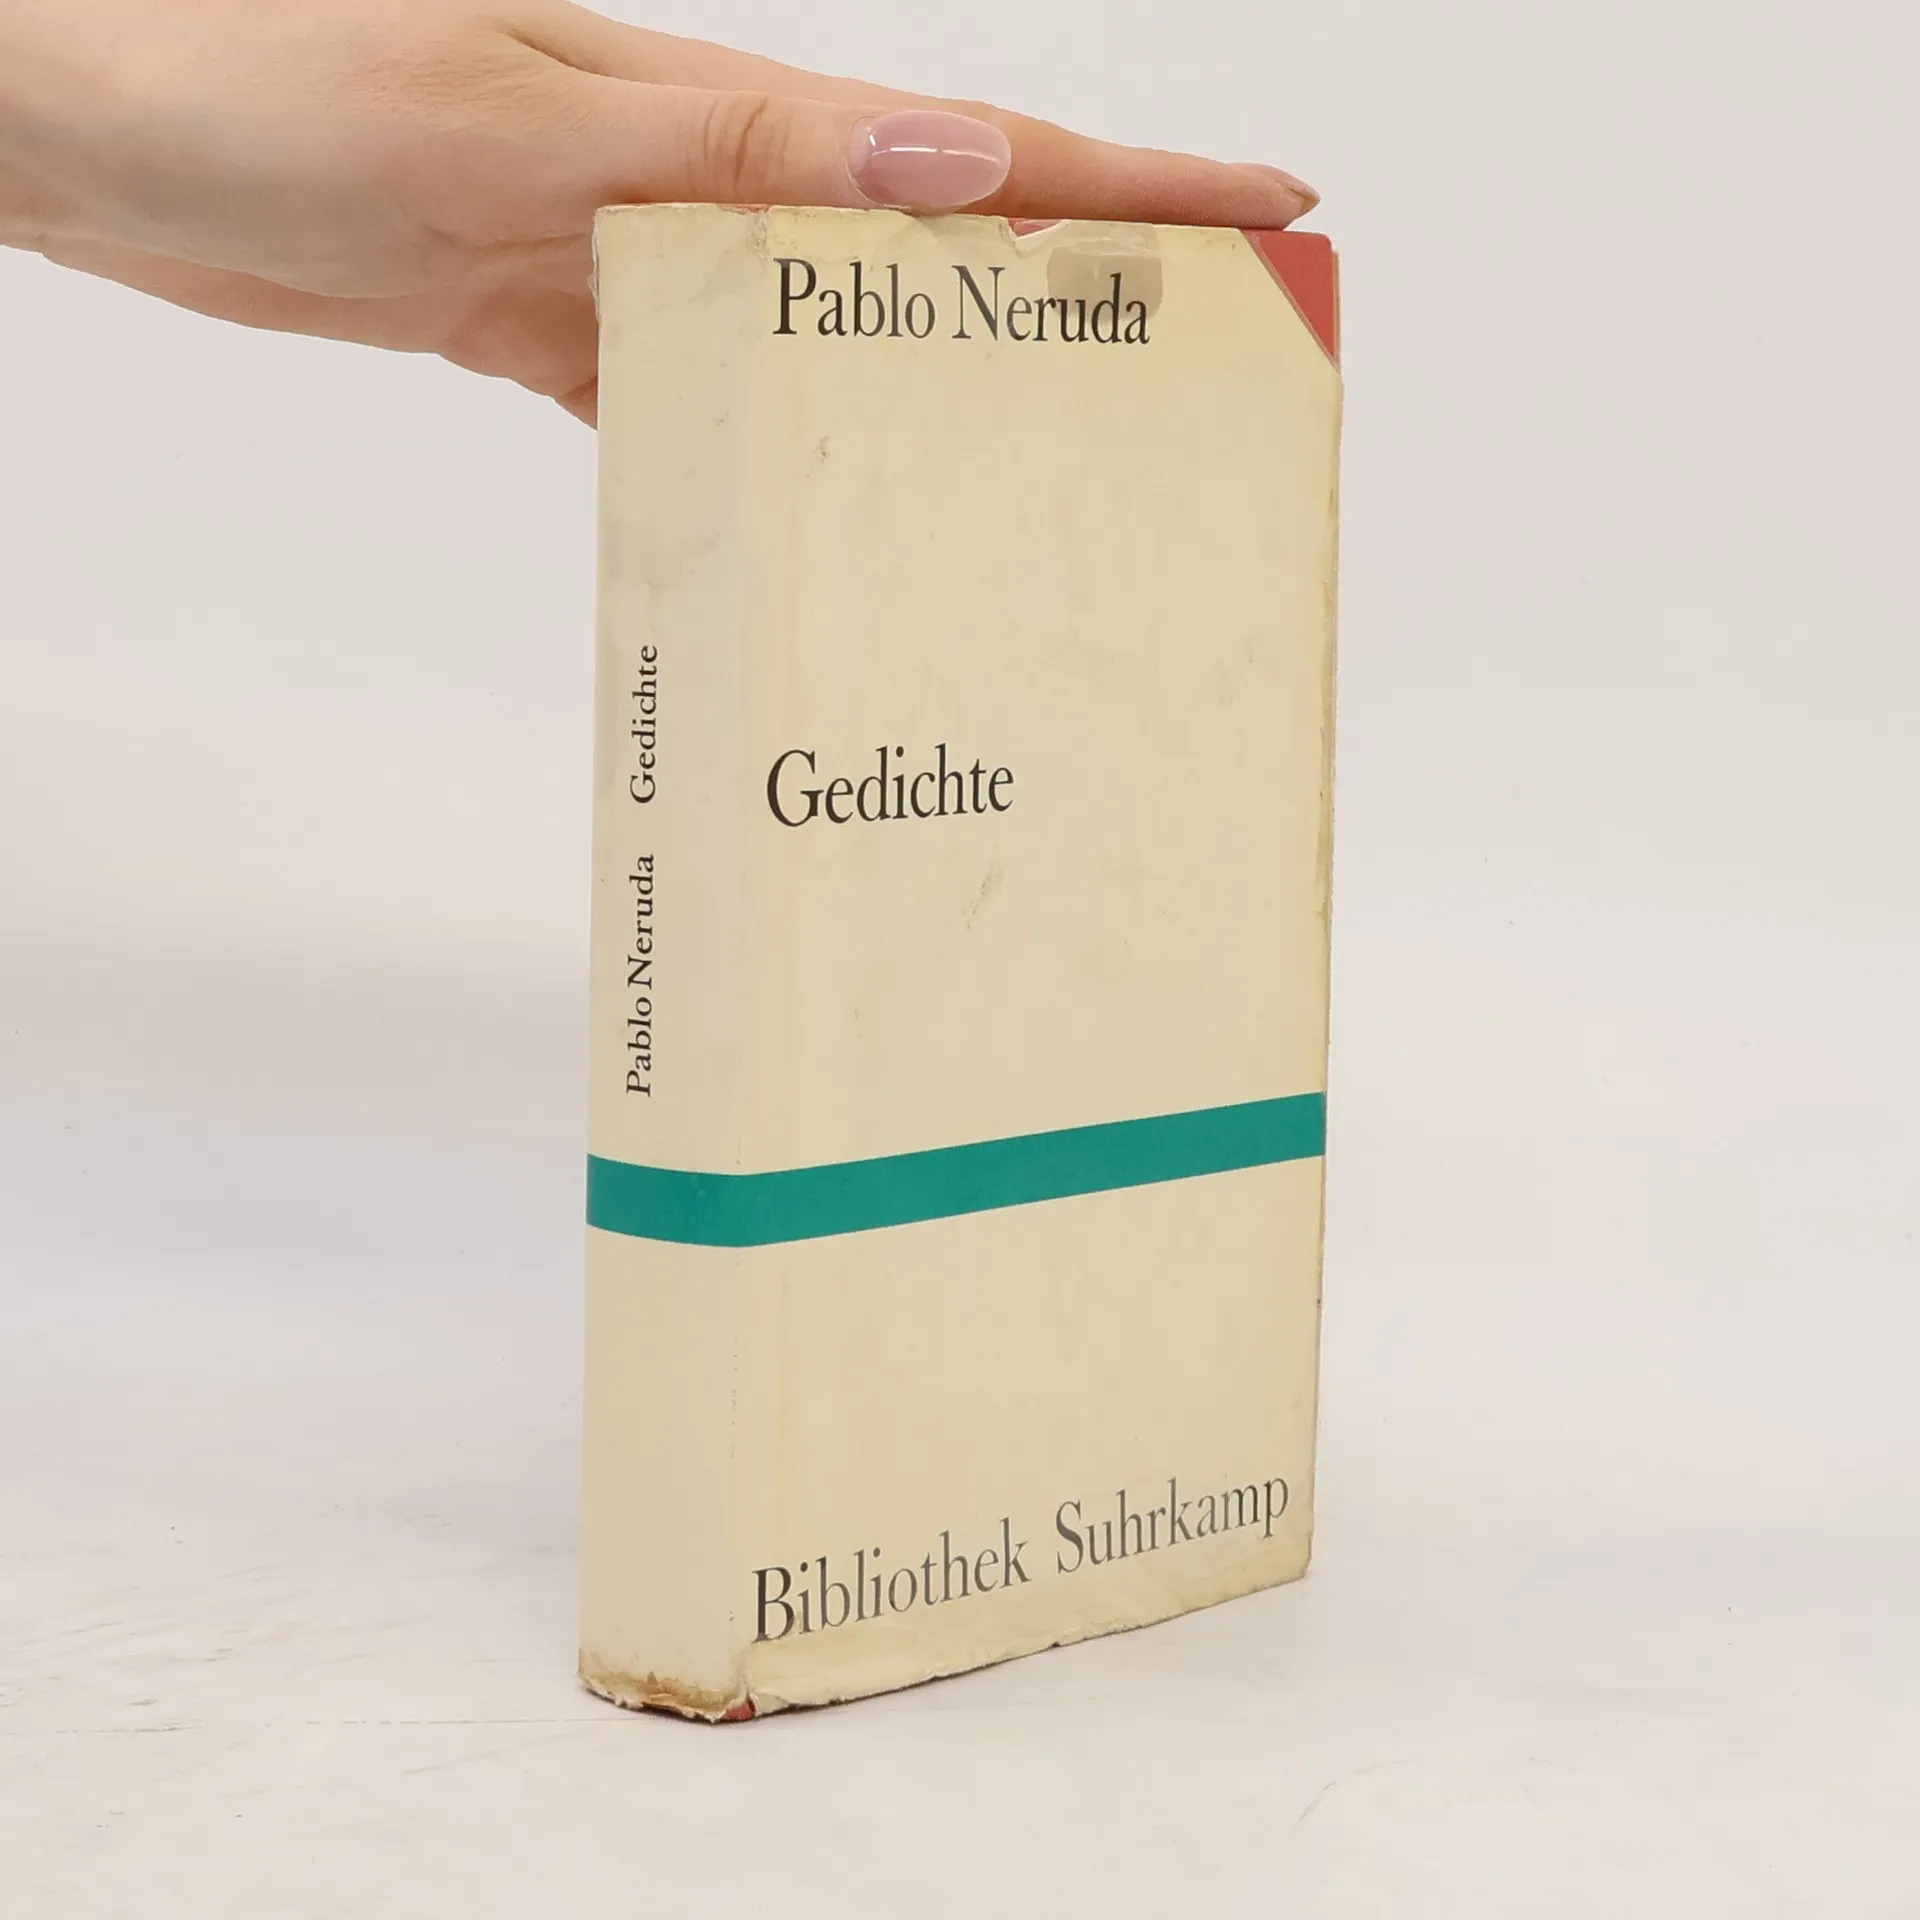 Pablo Neruda
Gedichte
Bibliothek Suhrkamp
Pablo Neruda Gedichte